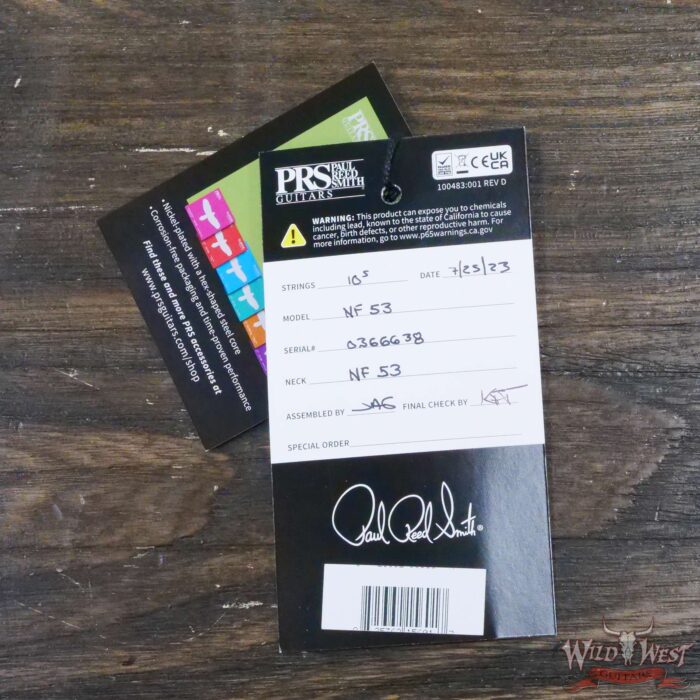 PRS PAUL
REED
SMITH
GUITARS
CE UK
CA
100483:001 REV D
WARNING: This product can expose you to chemicals
including lead, known to the state of California to cause
cancer, birth defects, or other reproductive harm. For
more information, go to www.p65warnings.ca.gov
STRINGS 10s DATE 7/25/23
MODEL NF 53
SERIAL# 0366638
NECK NF 53
ASSEMBLED BY JAG FINAL CHECK BY
SPECIAL ORDER
Paul Reed Smith®
PRS
• Nickel-plated with a hex-shaped steel core
• Corrosion-free packaging and time-proven performance
Find these and more PRS accessories at
www.prsguitars.com/shop
WILD WEST
GUITARS